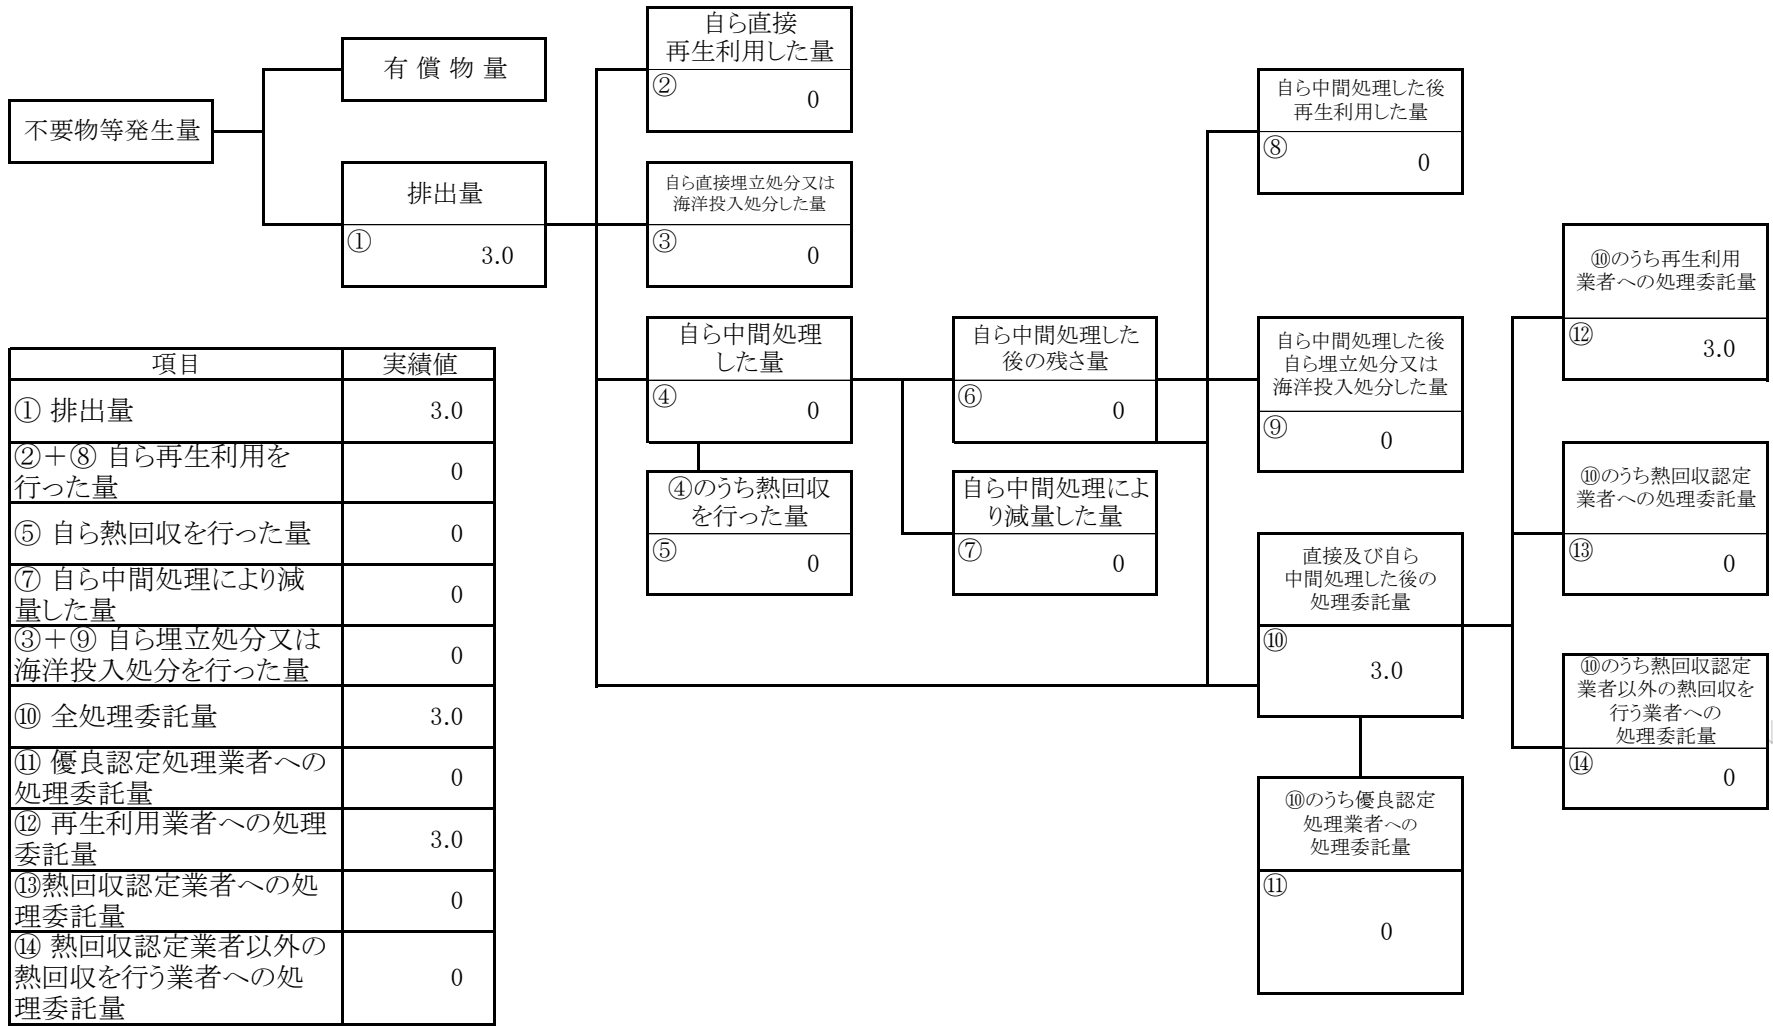 不要物等発生量
有 償 物 量
排出量
①
3.0
自ら直接
再生利用した量
②
0
自ら直接埋立処分又は
海洋投入処分した量
③
0
自ら中間処理
した量
④
0
④のうち熱回収
を行った量
⑤
0
自ら中間処理した
後の残さ量
⑥
0
自ら中間処理によ
り減量した量
⑦
0
自ら中間処理した後
再生利用した量
⑧
0
自ら中間処理した後
自ら埋立処分又は
海洋投入処分した量
⑨
0
直接及び自ら
中間処理した後の
処理委託量
⑩
3.0
⑩のうち優良認定
処理業者への
処理委託量
⑪
0
⑩のうち再生利用
業者への処理委託量
⑫
3.0
⑩のうち熱回収認定
業者への処理委託量
⑬
0
⑩のうち熱回収認定
業者以外の熱回収を
行う業者への
処理委託量
⑭
0
項目 実績値
① 排出量 3.0
②＋⑧ 自ら再生利用を
行った量 0
⑤ 自ら熱回収を行った量 0
⑦ 自ら中間処理により減
量した量 0
③＋⑨ 自ら埋立処分又は
海洋投入処分を行った量 0
⑩ 全処理委託量 3.0
⑪ 優良認定処理業者への
処理委託量 0
⑫ 再生利用業者への処理
委託量 3.0
⑬熱回収認定業者への処
理委託量 0
⑭ 熱回収認定業者以外の
熱回収を行う業者への処
理委託量 0